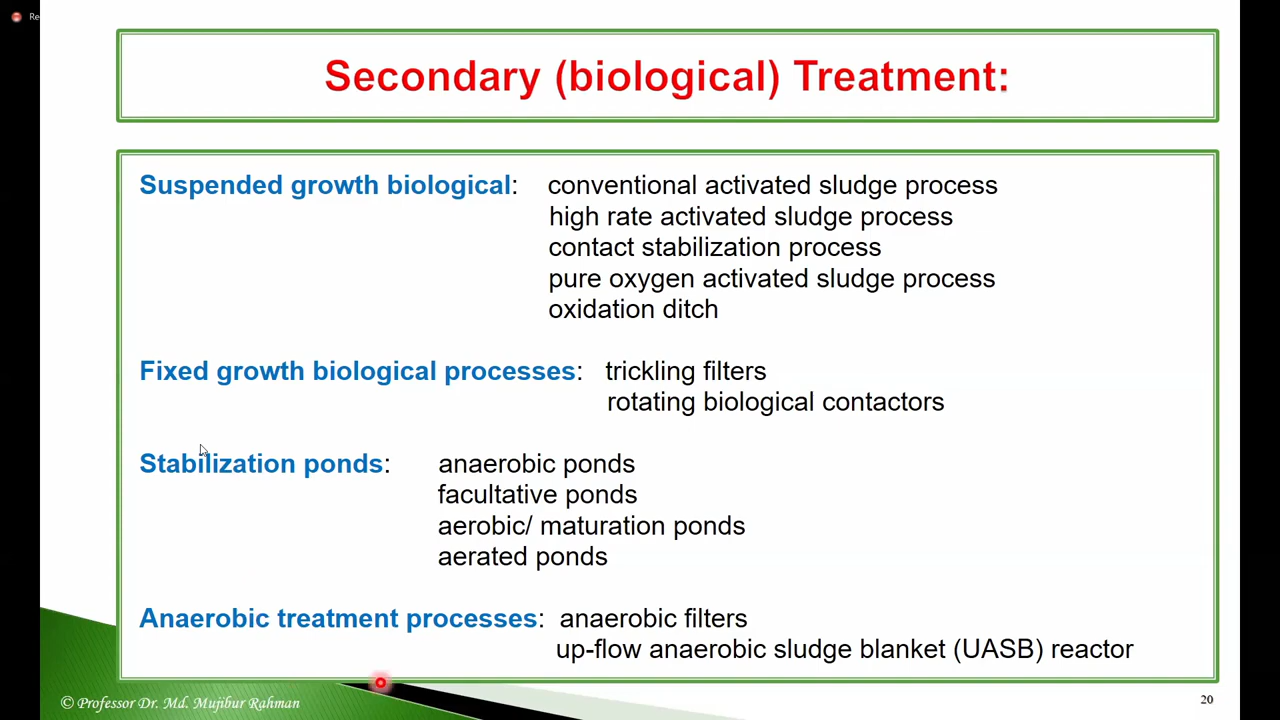 Re
Secondary (biological) Treatment:
Suspended growth biological: conventional activated sludge process
high rate activated sludge process
contact stabilization process
pure oxygen activated sludge process
oxidation ditch
Fixed growth biological processes: trickling filters
rotating biological contactors
Stabilization ponds: anaerobic ponds
facultative ponds
aerobic/ maturation ponds
aerated ponds
Anaerobic treatment processes: anaerobic filters
up-flow anaerobic sludge blanket (UASB) reactor
© Professor Dr. Md. Mujibur Rahman
20